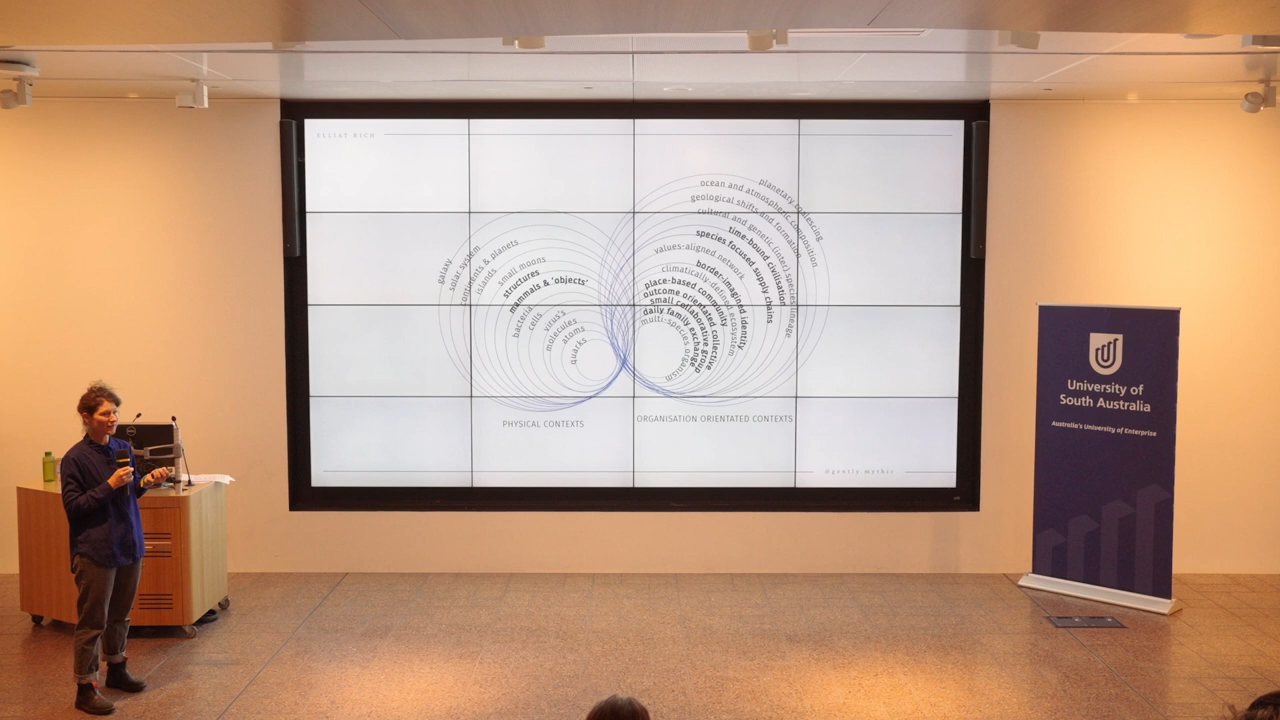 ELLIAT RICH
galaxy
solar system
continents & planets
islands
small moons
structures
mammals & 'objects'
bacteria
cells
virus's
molecules
atoms
quarks
planetary coalescing
ocean and atmospheric composition
geological shifts and formation
cultural and genetic (inter) species lineage
time-bound civilisation
species focused supply chains
values-aligned network
border-imagined identity
climatically-defined ecosystem
place-based community
outcome orientated collective
small collaborative group
daily family exchange
multi-species organism
PHYSICAL CONTEXTS
ORGANISATION ORIENTATED CONTEXTS
@gently.mythic
University of
South Australia
Australia's University of Enterprise
DELL